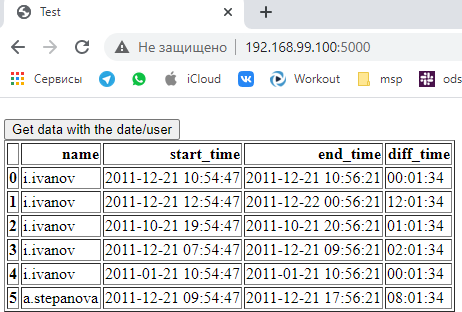 Test
Не защищено 192.168.99.100:5000
Сервисы iCloud Workout msp ods
Get data with the date/user
name start_time end_time diff_time
0 i.ivanov 2011-12-21 10:54:47 2011-12-21 10:56:21 00:01:34
1 i.ivanov 2011-12-21 12:54:47 2011-12-22 00:56:21 12:01:34
2 i.ivanov 2011-10-21 19:54:47 2011-10-21 20:56:21 01:01:34
3 i.ivanov 2011-12-21 07:54:47 2011-12-21 09:56:21 02:01:34
4 i.ivanov 2011-01-21 10:54:47 2011-01-21 10:56:21 00:01:34
5 a.stepanova 2011-12-21 09:54:47 2011-12-21 17:56:21 08:01:34